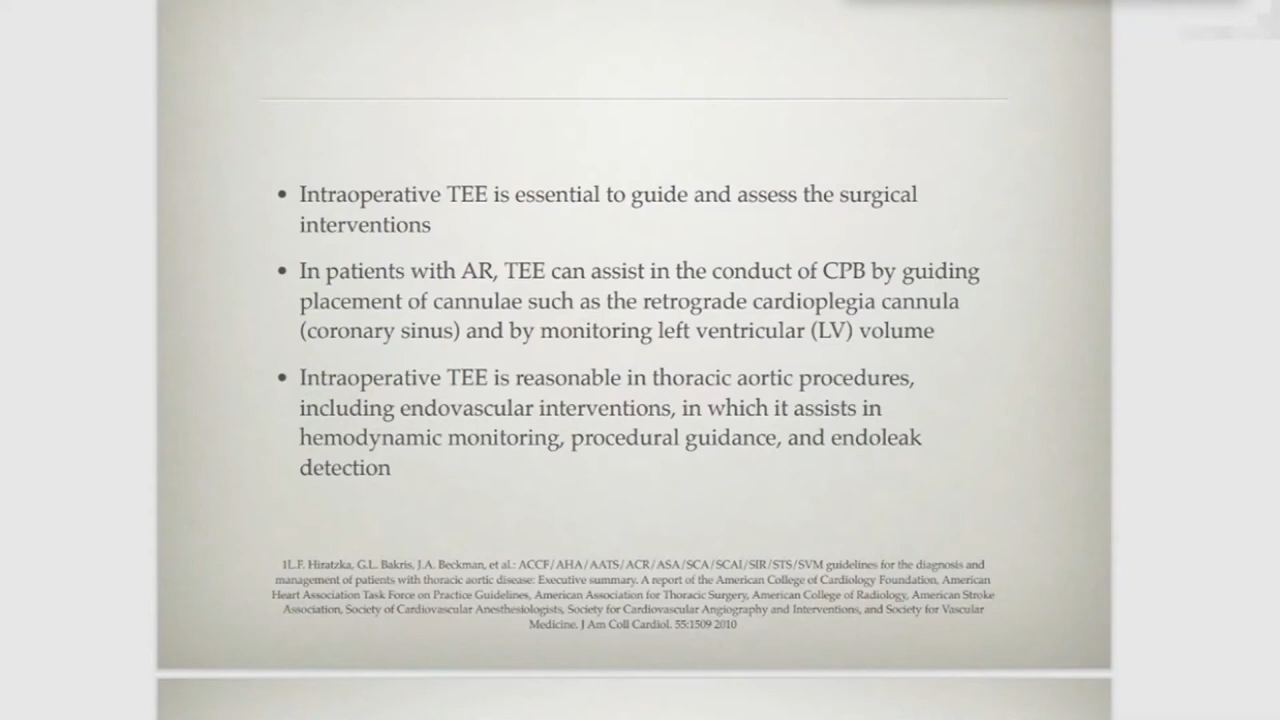 • Intraoperative TEE is essential to guide and assess the surgical
interventions
• In patients with AR, TEE can assist in the conduct of CPB by guiding
placement of cannulae such as the retrograde cardioplegia cannula
(coronary sinus) and by monitoring left ventricular (LV) volume
• Intraoperative TEE is reasonable in thoracic aortic procedures,
including endovascular interventions, in which it assists in
hemodynamic monitoring, procedural guidance, and endoleak
detection
1L.F. Hiratzka, G.L. Bakris, J.A. Beckman, et al.: ACCF/AHA/AATS/ACR/ASA/SCA/SCAI/SIR/STS/SVM guidelines for the diagnosis and
management of patients with thoracic aortic disease: Executive summary. A report of the American College of Cardiology Foundation, American
Heart Association Task Force on Practice Guidelines, American Association for Thoracic Surgery, American College of Radiology, American Stroke
Association, Society of Cardiovascular Anesthesiologists, Society for Cardiovascular Angiography and Interventions, and Society for Vascular
Medicine. J Am Coll Cardiol. 55:1509 2010